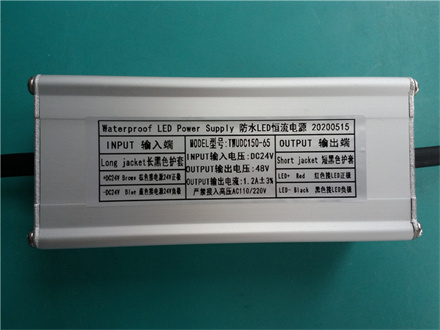 Waterproof LED Power Supply 防水LED恒流电源 20200515
INPUT 输入端
Long jacket长黑色护套
+DC24V Brown 红色接电源24V正极
-DC24V Blue 黑色接电源24V负极
MODEL型号:TWUDC150-65
INPUT输入电压:DC24V
OUTPUT输出电压:48V
OUTPUT输出电流:1.2A±3%
严禁接入高压AC110/220V
OUTPUT 输出端
Short jacket 短黑色护套
LED+ Red 红色接LED正极
LED- Black 黑色接LED负极